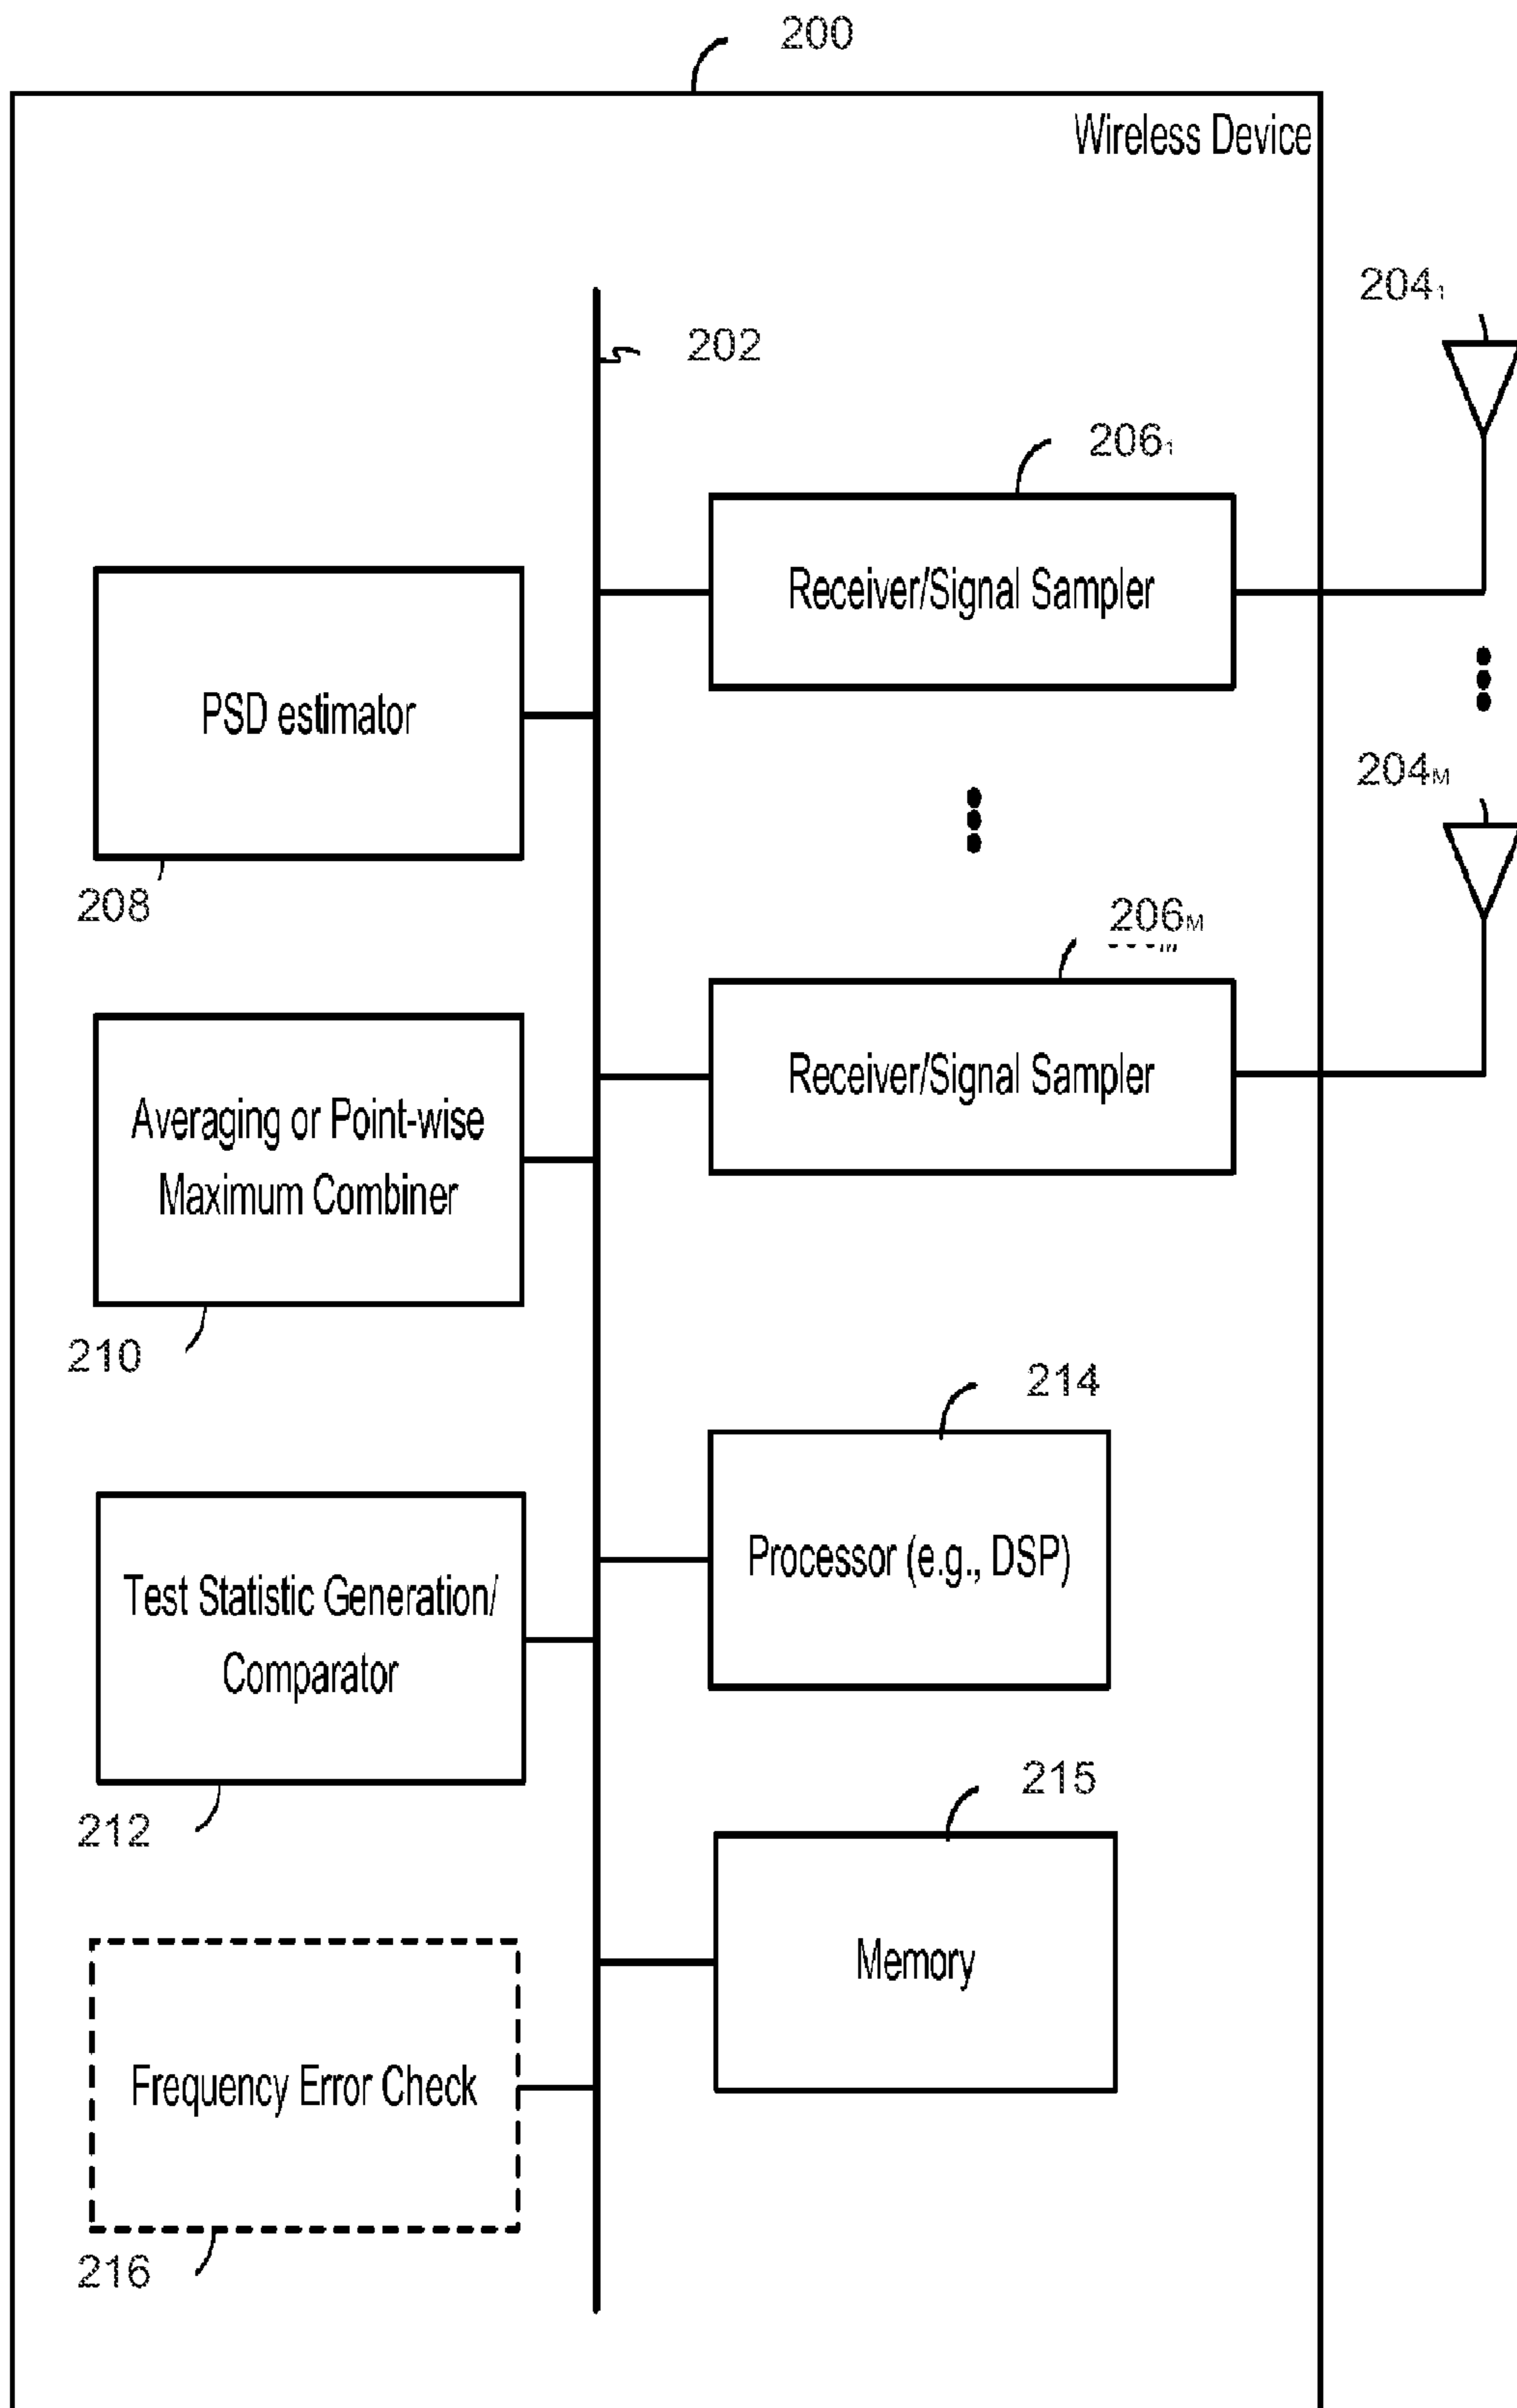 200
Wireless Device
204₁
202
206₁
Receiver/Signal Sampler
PSD estimator
204M
208
206M
Receiver/Signal Sampler
Averaging or Point-wise
Maximum Combiner
210
214
Processor (e.g., DSP)
Test Statistic Generation/
Comparator
215
212
Memory
Frequency Error Check
216